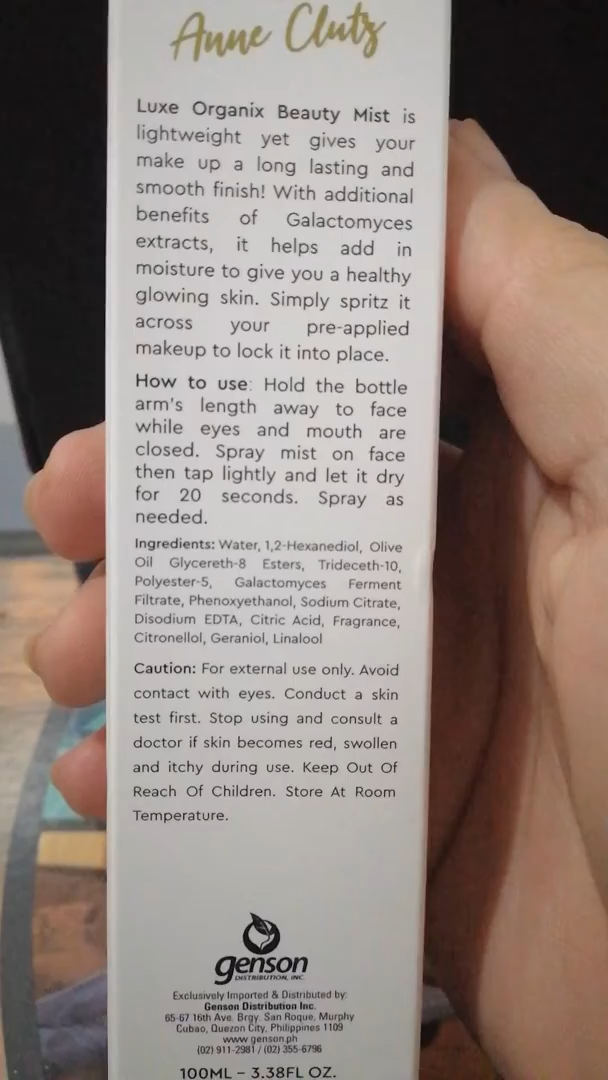 Anne Clutz
Luxe Organix Beauty Mist is
lightweight yet gives your
make up a long lasting and
smooth finish! With additional
benefits of Galactomyces
extracts, it helps add in
moisture to give you a healthy
glowing skin. Simply spritz it
across your pre-applied
makeup to lock it into place.
How to use: Hold the bottle
arm's length away to face
while eyes and mouth are
closed. Spray mist on face
then tap lightly and let it dry
for 20 seconds. Spray as
needed.
Ingredients: Water, 1,2-Hexanediol, Olive
Oil Glycereth-8 Esters, Trideceth-10,
Polyester-5, Galactomyces Ferment
Filtrate, Phenoxyethanol, Sodium Citrate,
Disodium EDTA, Citric Acid, Fragrance,
Citronellol, Geraniol, Linalool
Caution: For external use only. Avoid
contact with eyes. Conduct a skin
test first. Stop using and consult a
doctor if skin becomes red, swollen
and itchy during use. Keep Out Of
Reach Of Children. Store At Room
Temperature.
genson
DISTRIBUTION, INC.
Exclusively Imported & Distributed by:
Genson Distribution Inc.
65-67 16th Ave. Brgy. San Roque, Murphy
Cubao, Quezon City, Philippines 1109
www.genson.ph
(02) 911-2981 / (02) 355-6796
100ML – 3.38FL OZ.